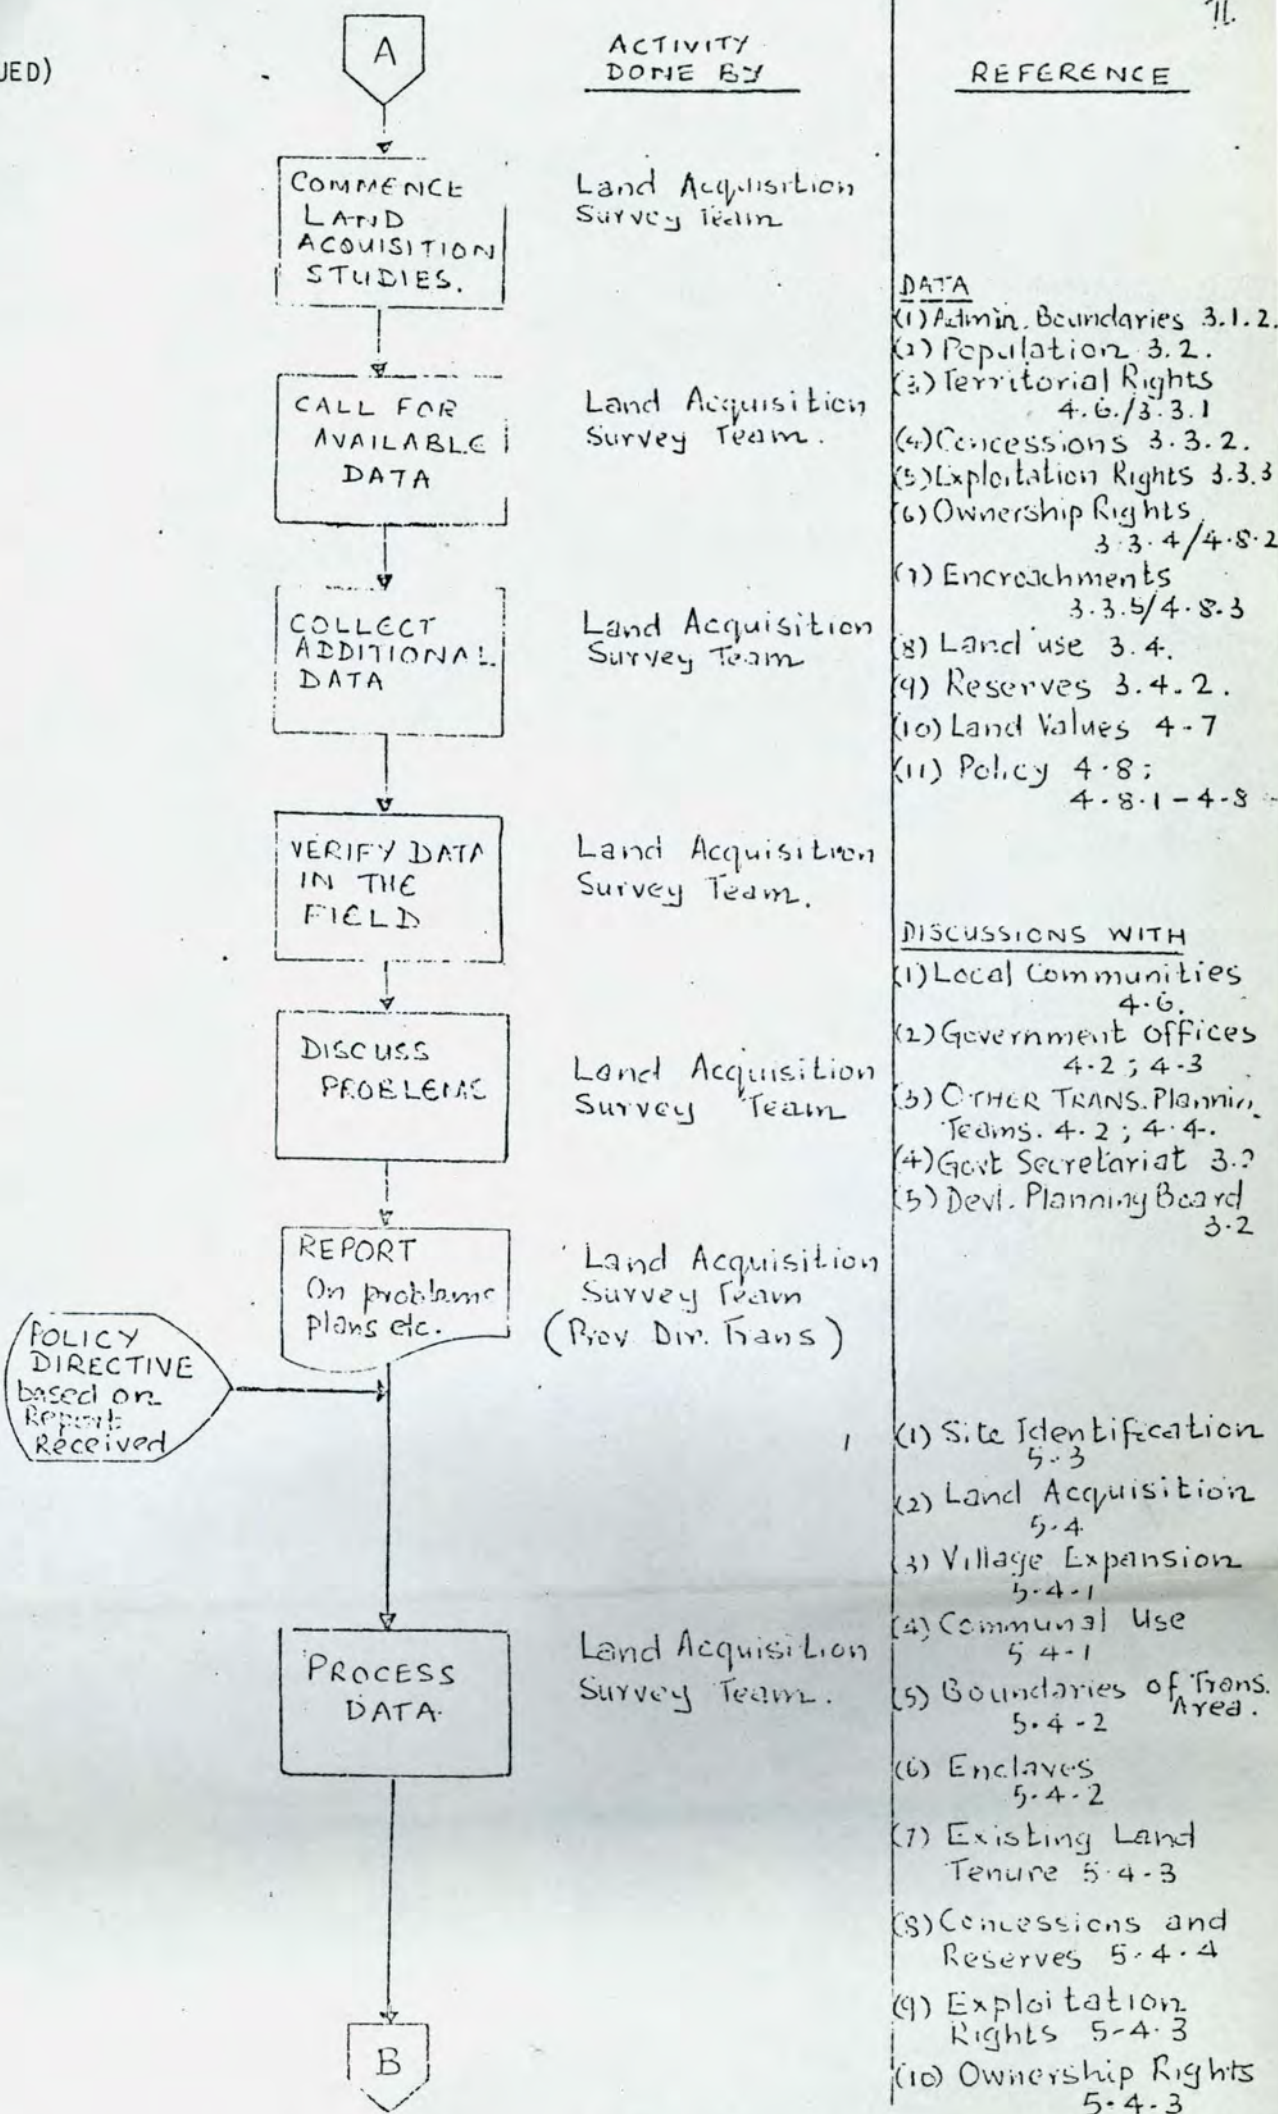 UED)
A
ACTIVITY
DONE BY
REFERENCE
COMMENCE
LAND
ACQUISITION
STUDIES.
Land Acquisition
Survey Team
CALL FOR
AVAILABLE
DATA
Land Acquisition
Survey Team.
COLLECT
ADDITIONAL
DATA
Land Acquisition
Survey Team
VERIFY DATA
IN THE
FIELD
Land Acquisition
Survey Team.
DISCUSS
PROBLEMS
Land Acquisition
Survey Team
REPORT
On problems
plans etc.
Land Acquisition
Survey Team
(Prov Dir. Trans)
POLICY
DIRECTIVE
based on
Report
Received
PROCESS
DATA.
Land Acquisition
Survey Team.
B
DATA
(1) Admin. Boundaries 3.1.2.
(2) Population 3.2.
(3) Territorial Rights
4.6./3.3.1
(4) Concessions 3.3.2.
(5) Exploitation Rights 3.3.3
(6) Ownership Rights
3.3.4/4.8.2
(7) Encroachments
3.3.5/4.8.3
(8) Land use 3.4.
(9) Reserves 3.4.2.
(10) Land Values 4.7
(11) Policy 4.8;
4.8.1-4.8
DISCUSSIONS WITH
(1) Local Communities
4.6.
(2) Government offices
4.2; 4.3
(3) OTHER TRANS. Plannin
Teams. 4.2; 4.4.
(4) Govt Secretariat
(5) Devl. Planning Board
3.2
(1) Site Identification
5.3
(2) Land Acquisition
5.4
(3) Village Expansion
5.4.1
(4) Communal Use
5 4-1
(5) Boundaries of Trans.
Area.
5.4-2
(6) Enclaves
5.4.2
(7) Existing Land
Tenure 5.4-3
(8) Concessions and
Reserves 5.4.4
(9) Exploitation
Rights 5-4.3
(10) Ownership Rights
5.4.3